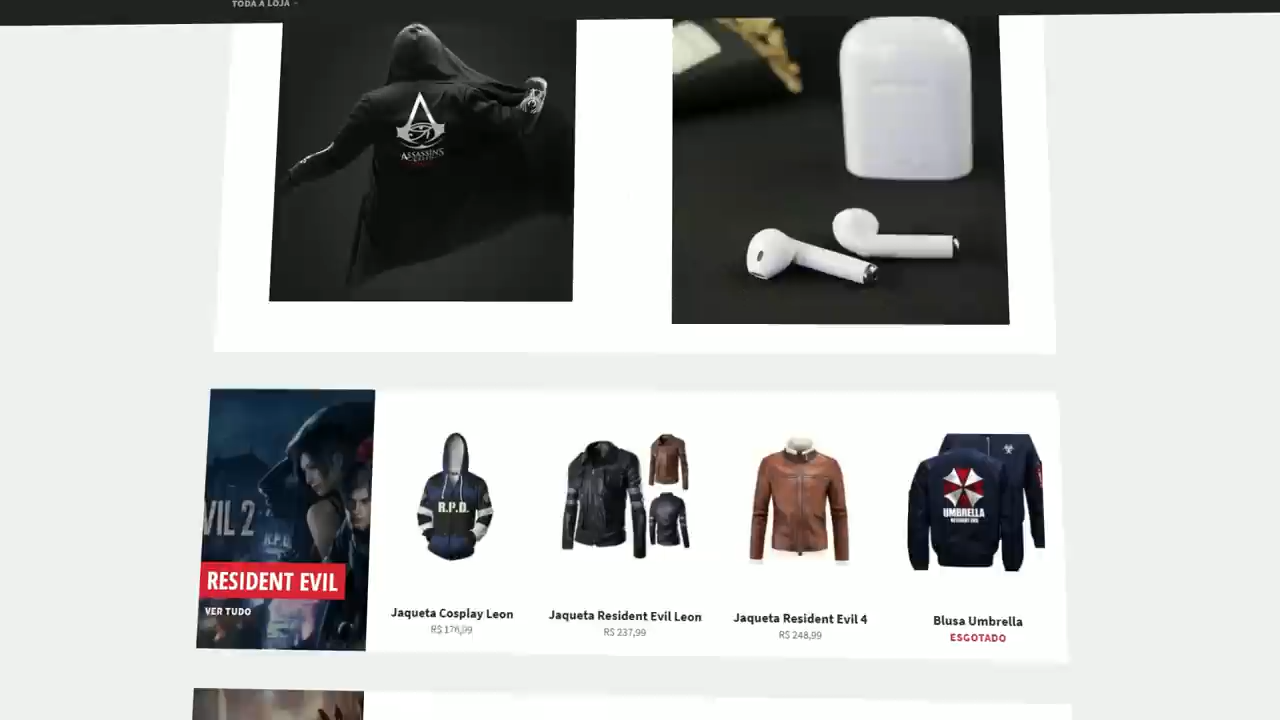 TODA A LOJA
ASSASSINS
R.P.D.
UMBRELLA
RESIDENT EVIL
VIL 2
R.P.D.
RESIDENT EVIL
VER TUDO
Jaqueta Cosplay Leon
R$ 176,99
Jaqueta Resident Evil Leon
R$ 237,99
Jaqueta Resident Evil 4
R$ 248,99
Blusa Umbrella
ESGOTADO